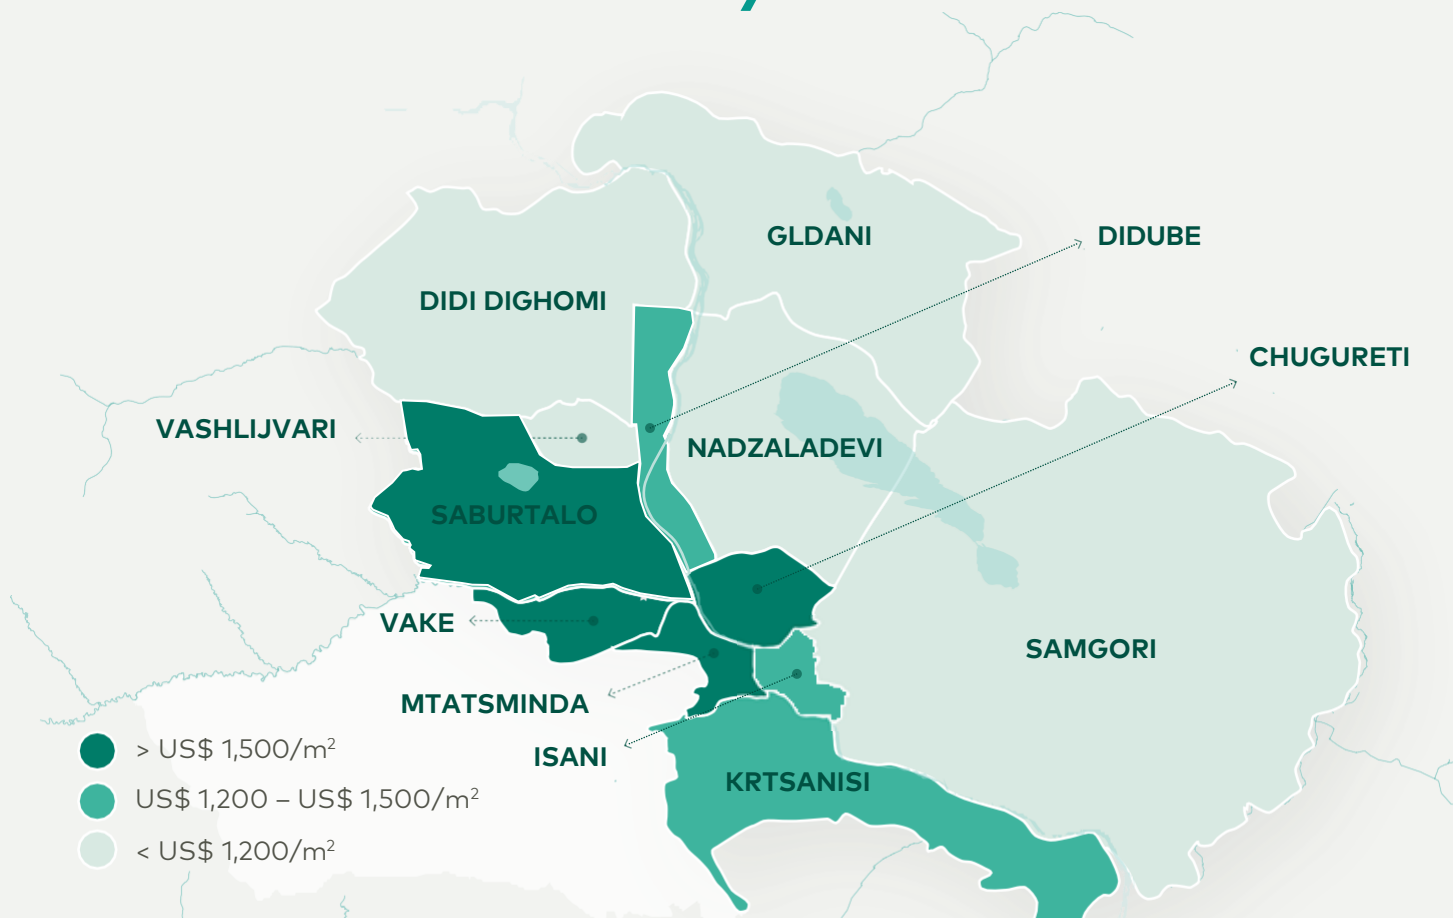 GLDANI
DIDUBE
DIDI DIGHOMI
CHUGURETI
VASHLIJVARI
NADZALADEVI
SABURTALO
VAKE
SAMGORI
MTATSMINDA
ISANI
KRTSANISI
> US$ 1,500/m²
US$ 1,200 – US$ 1,500/m²
< US$ 1,200/m²